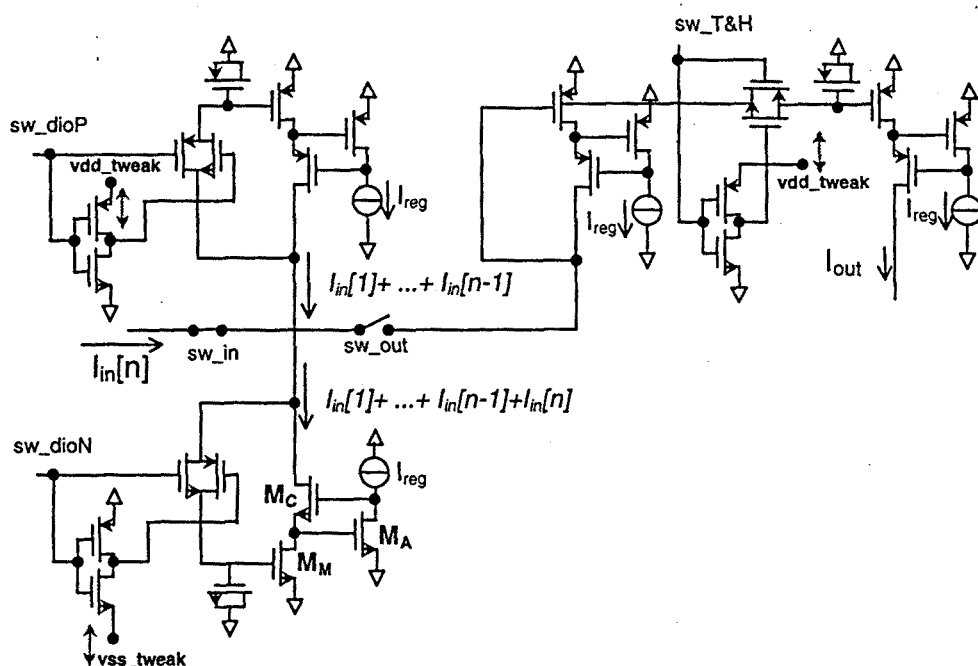 sw_T&H
sw_dioP
vdd_tweak
I_reg
I_in[1]+ ...+ I_in[n-1]
I_reg
vdd_tweak
I_reg
I_out
sw_in
sw_out
I_in[n]
I_in[1]+ ...+ I_in[n-1]+I_in[n]
sw_dioN
I_reg
M_C
M_A
M_M
vss_tweak